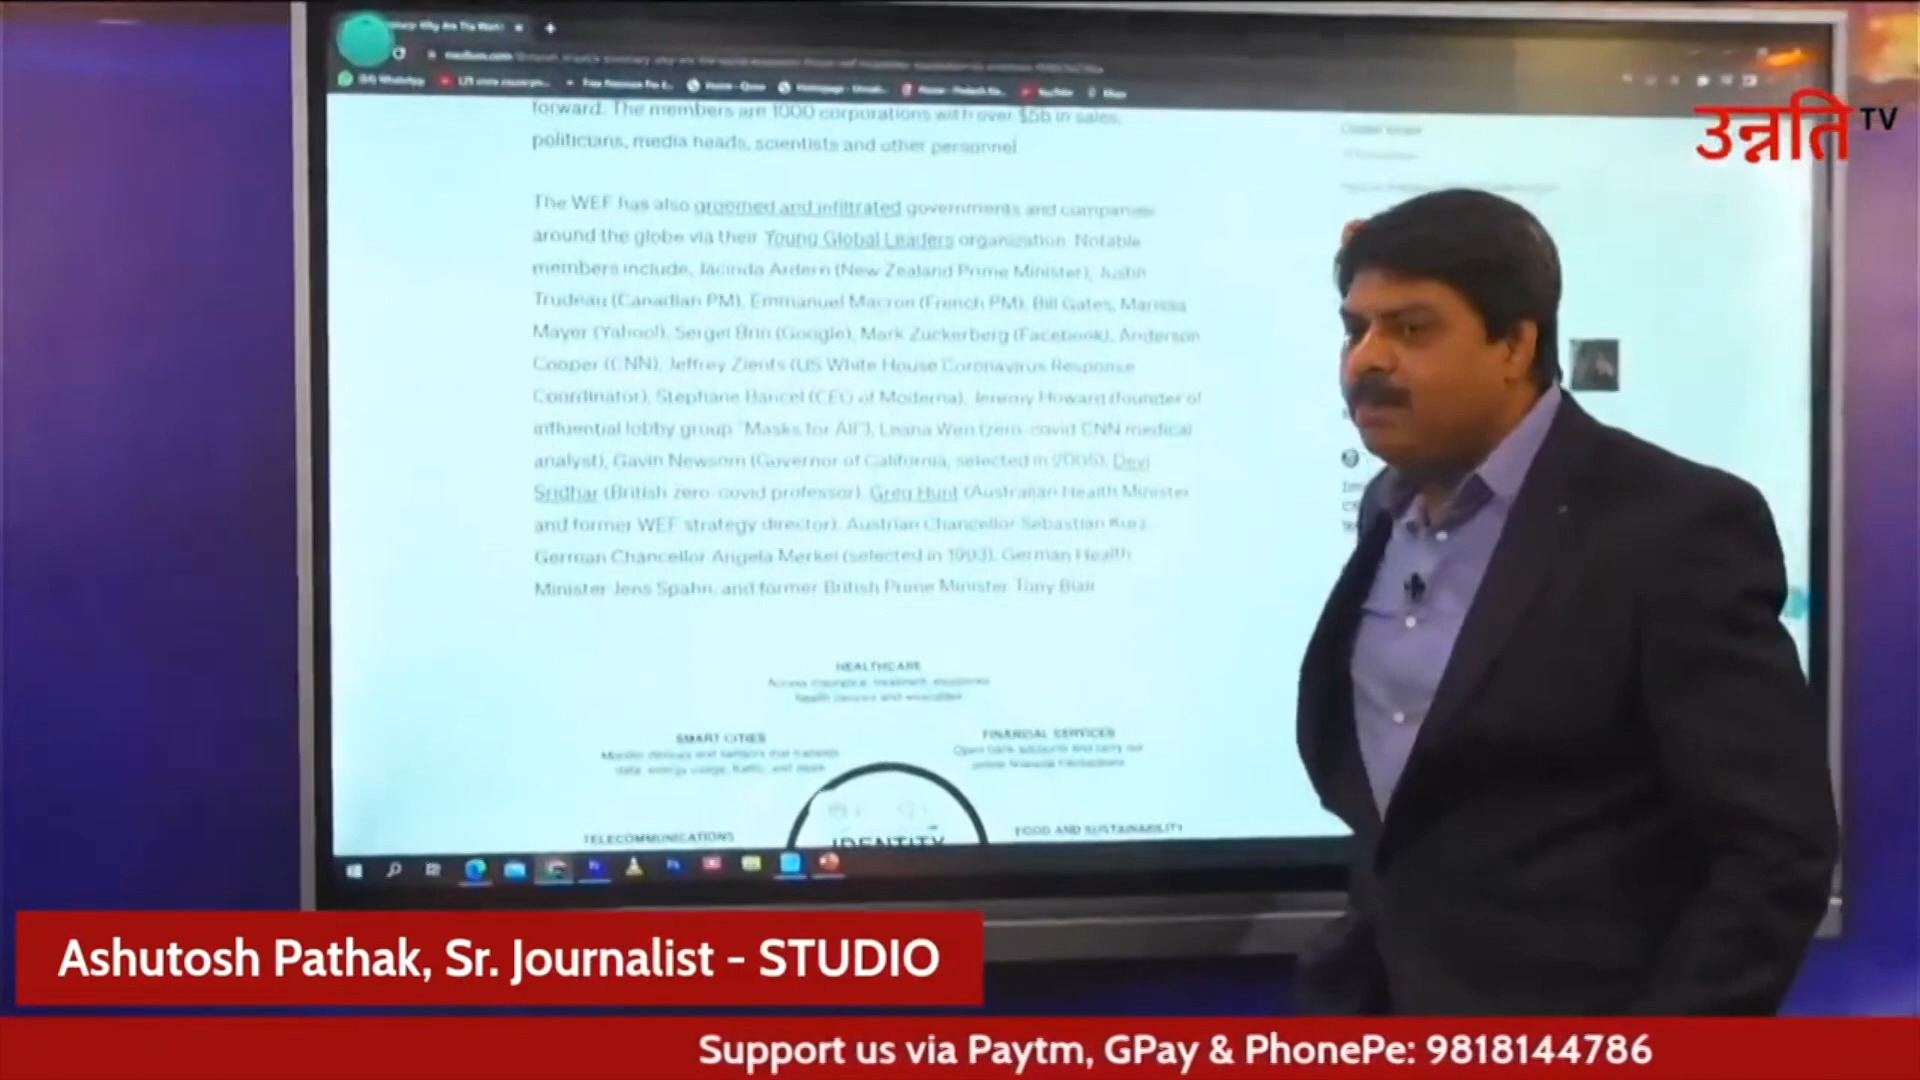 forward. The members are 1000 corporations with over $5b in sales,
politicians, media heads, scientists and other personnel
उन्नति TV
The WEF has also groomed and infiltrated governments and companies
around the globe via their Young Global Leaders organization. Notable
members include, Jacinda Ardern (New Zealand Prime Minister), Justin
Trudeau (Canadian PM), Emmanuel Macron (French PM), Bill Gates, Marissa
Mayer (Yahoo!), Sergei Brin (Google), Mark Zuckerberg (Facebook), Anderson
Cooper (CNN), Jeffrey Zients (US White House Coronavirus Response
Coordinator), Stephane Bancel (CEO of Moderna), Jeremy Howard (founder of
influential lobby group "Masks for All"), Leana Wen (zero-covid CNN medical
analyst), Gavin Newsom (Governor of California, selected in 2005), Devi
Sridhar (British zero-covid professor), Greg Hunt (Australian Health Minister
and former WEF strategy director), Austrian Chancellor Sebastian Kurz,
German Chancellor Angela Merkel (selected in 1993), German Health
Minister Jens Spahn, and former British Prime Minister Tony Blair
HEALTHCARE
SMART CITIES
FINANCIAL SERVICES
TELECOMMUNICATIONS
IDENTITY
FOOD AND SUSTAINABILITY
Ashutosh Pathak, Sr. Journalist - STUDIO
Support us via Paytm, GPay & PhonePe: 9818144786